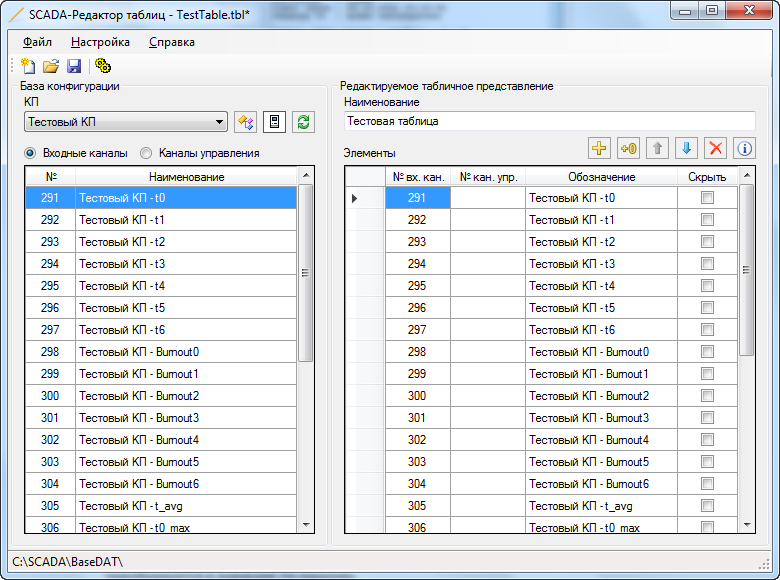 SCADA-Редактор таблиц - TestTable.tbl*
Файл Настройка Справка
База конфигурации
КП
Тестовый КП
Входные каналы Каналы управления
№ Наименование
291 Тестовый КП - t0
292 Тестовый КП - t1
293 Тестовый КП - t2
294 Тестовый КП - t3
295 Тестовый КП - t4
296 Тестовый КП - t5
297 Тестовый КП - t6
298 Тестовый КП - Burnout0
299 Тестовый КП - Burnout1
300 Тестовый КП - Burnout2
301 Тестовый КП - Burnout3
302 Тестовый КП - Burnout4
303 Тестовый КП - Burnout5
304 Тестовый КП - Burnout6
305 Тестовый КП - t_avg
306 Тестовый КП - t0_max
Редактируемое табличное представление
Наименование
Тестовая таблица
Элементы
+0
№ вх. кан. № кан. упр. Обозначение Скрыть
291 Тестовый КП - t0
292 Тестовый КП - t1
293 Тестовый КП - t2
294 Тестовый КП - t3
295 Тестовый КП - t4
296 Тестовый КП - t5
297 Тестовый КП - t6
298 Тестовый КП - Burnout0
299 Тестовый КП - Burnout1
300 Тестовый КП - Burnout2
301 Тестовый КП - Burnout3
302 Тестовый КП - Burnout4
303 Тестовый КП - Burnout5
304 Тестовый КП - Burnout6
305 Тестовый КП - t_avg
306 Тестовый КП - t0_max
C:\SCADA\BaseDAT\